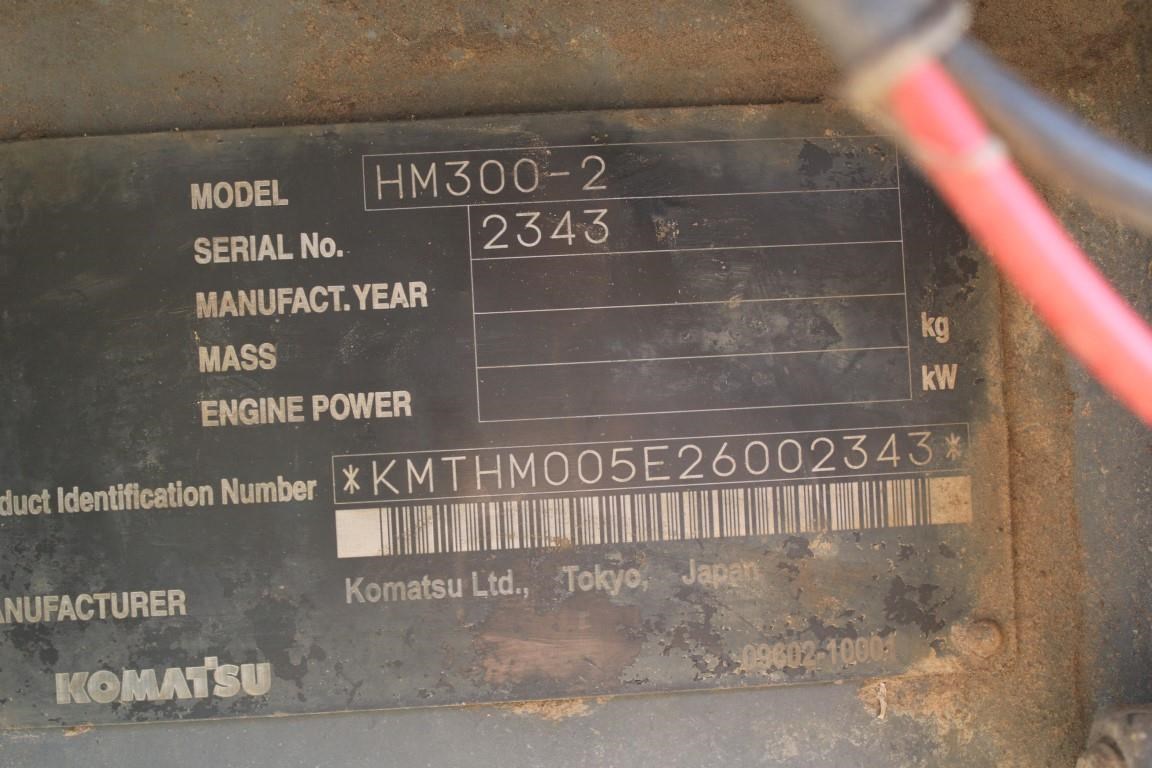 MODEL HM300-2
SERIAL No. 2343
MANUFACT. YEAR
MASS kg
ENGINE POWER kW
duct Identification Number *KMTHM005E26002343*
ANUFACTURER Komatsu Ltd., Tokyo, Japan
KOMATSU 09602-10001